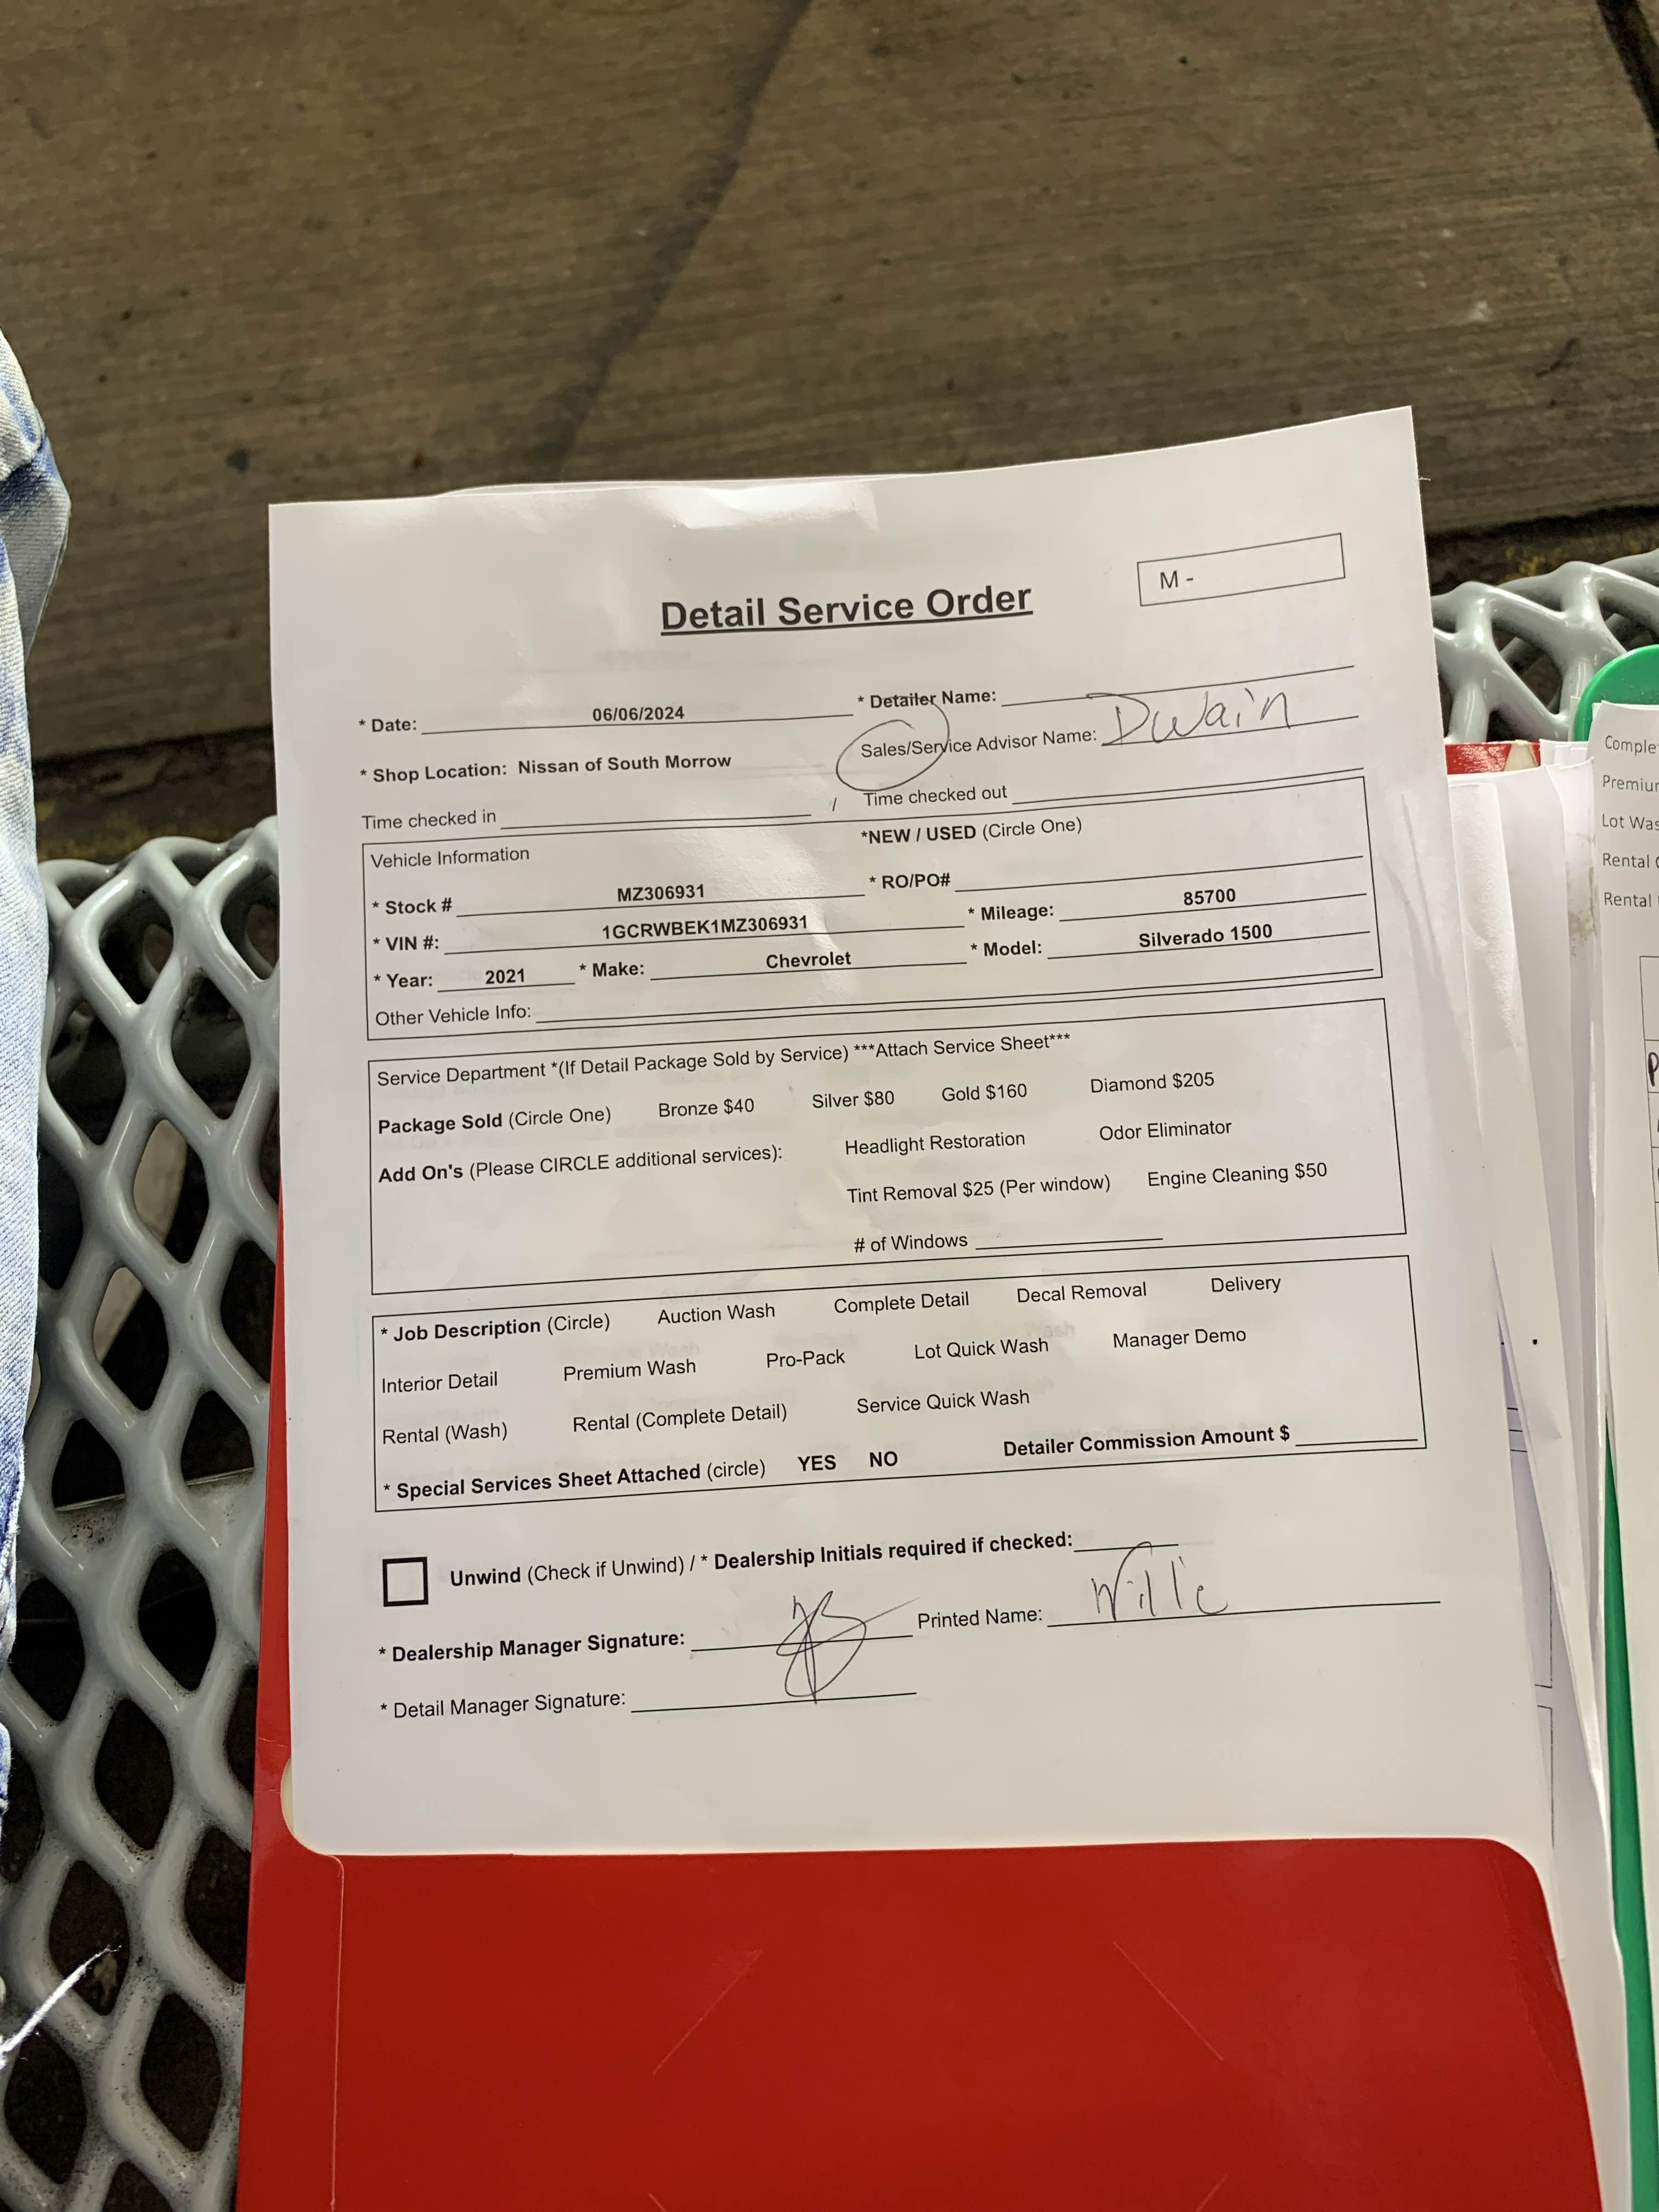 M -
Detail Service Order
* Date: 06/06/2024 * Detailer Name:
* Shop Location: Nissan of South Morrow Sales/Service Advisor Name: Dwain
Time checked in / Time checked out
Vehicle Information *NEW / USED (Circle One)
* Stock # MZ306931 * RO/PO#
* VIN #: 1GCRWBEK1MZ306931 * Mileage: 85700
* Year: 2021 * Make: Chevrolet * Model: Silverado 1500
Other Vehicle Info:
Service Department *(If Detail Package Sold by Service) ***Attach Service Sheet***
Package Sold (Circle One) Bronze $40 Silver $80 Gold $160 Diamond $205
Add On's (Please CIRCLE additional services): Headlight Restoration Odor Eliminator
Tint Removal $25 (Per window) Engine Cleaning $50
# of Windows
* Job Description (Circle) Auction Wash Complete Detail Decal Removal Delivery
Interior Detail Premium Wash Pro-Pack Lot Quick Wash Manager Demo
Rental (Wash) Rental (Complete Detail) Service Quick Wash
* Special Services Sheet Attached (circle) YES NO Detailer Commission Amount $
Unwind (Check if Unwind) / * Dealership Initials required if checked:
* Dealership Manager Signature: Printed Name: Willie
* Detail Manager Signature:
Rental